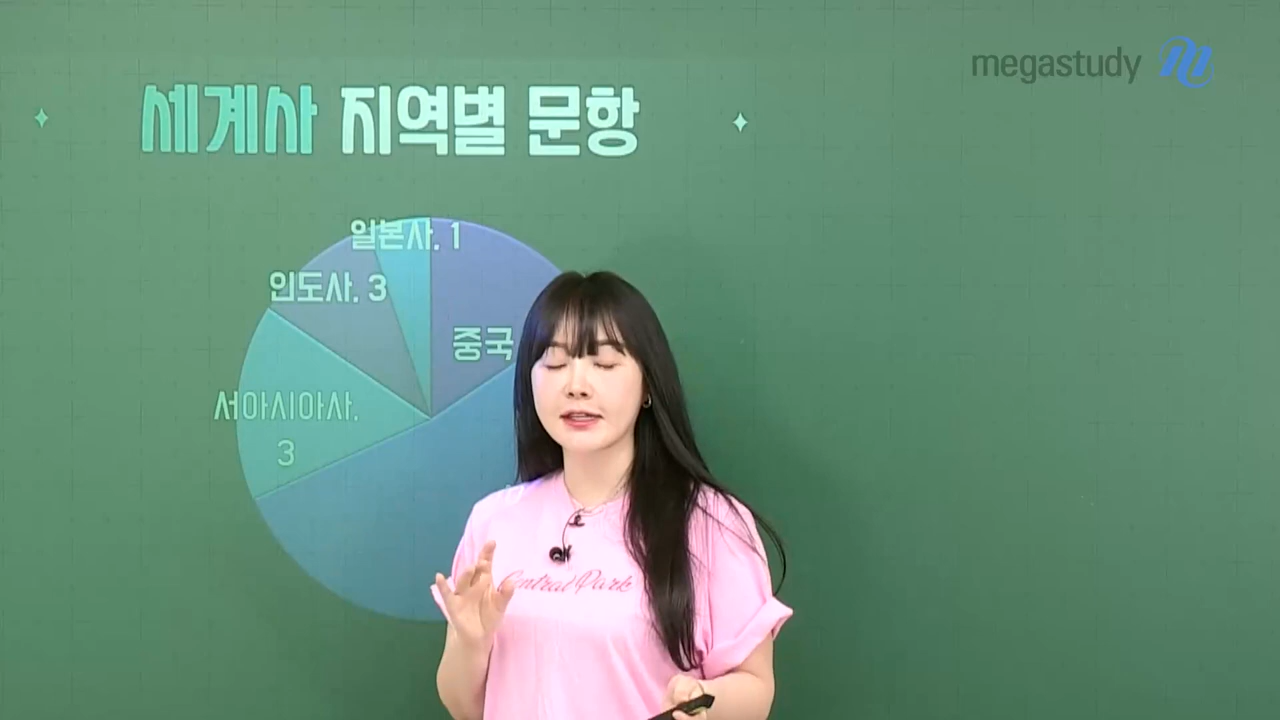 megastudy
세계사 지역별 문항
일본사. 1
인도사. 3
중국
서아시아사.
3
Central Park